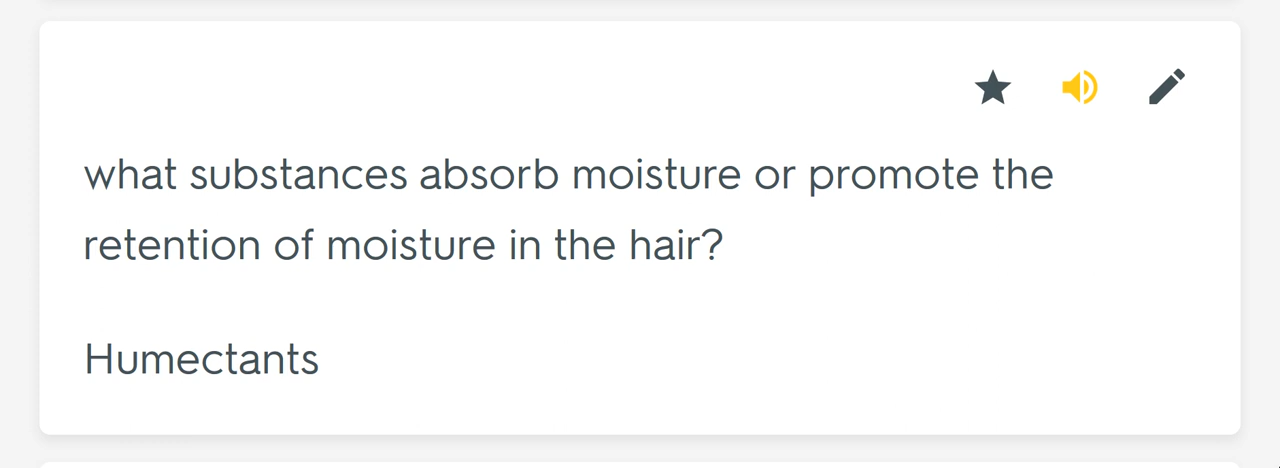 what substances absorb moisture or promote the
retention of moisture in the hair?
Humectants